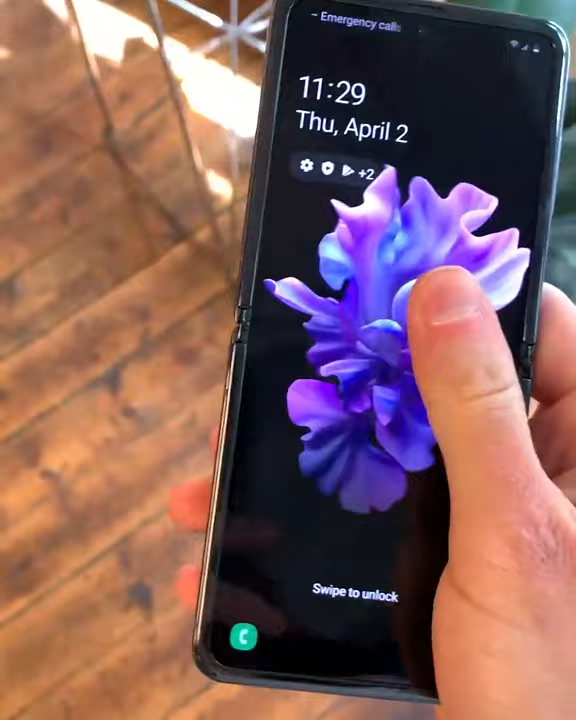 – Emergency calls
11:29
Thu, April 2
+2
Swipe to unlock